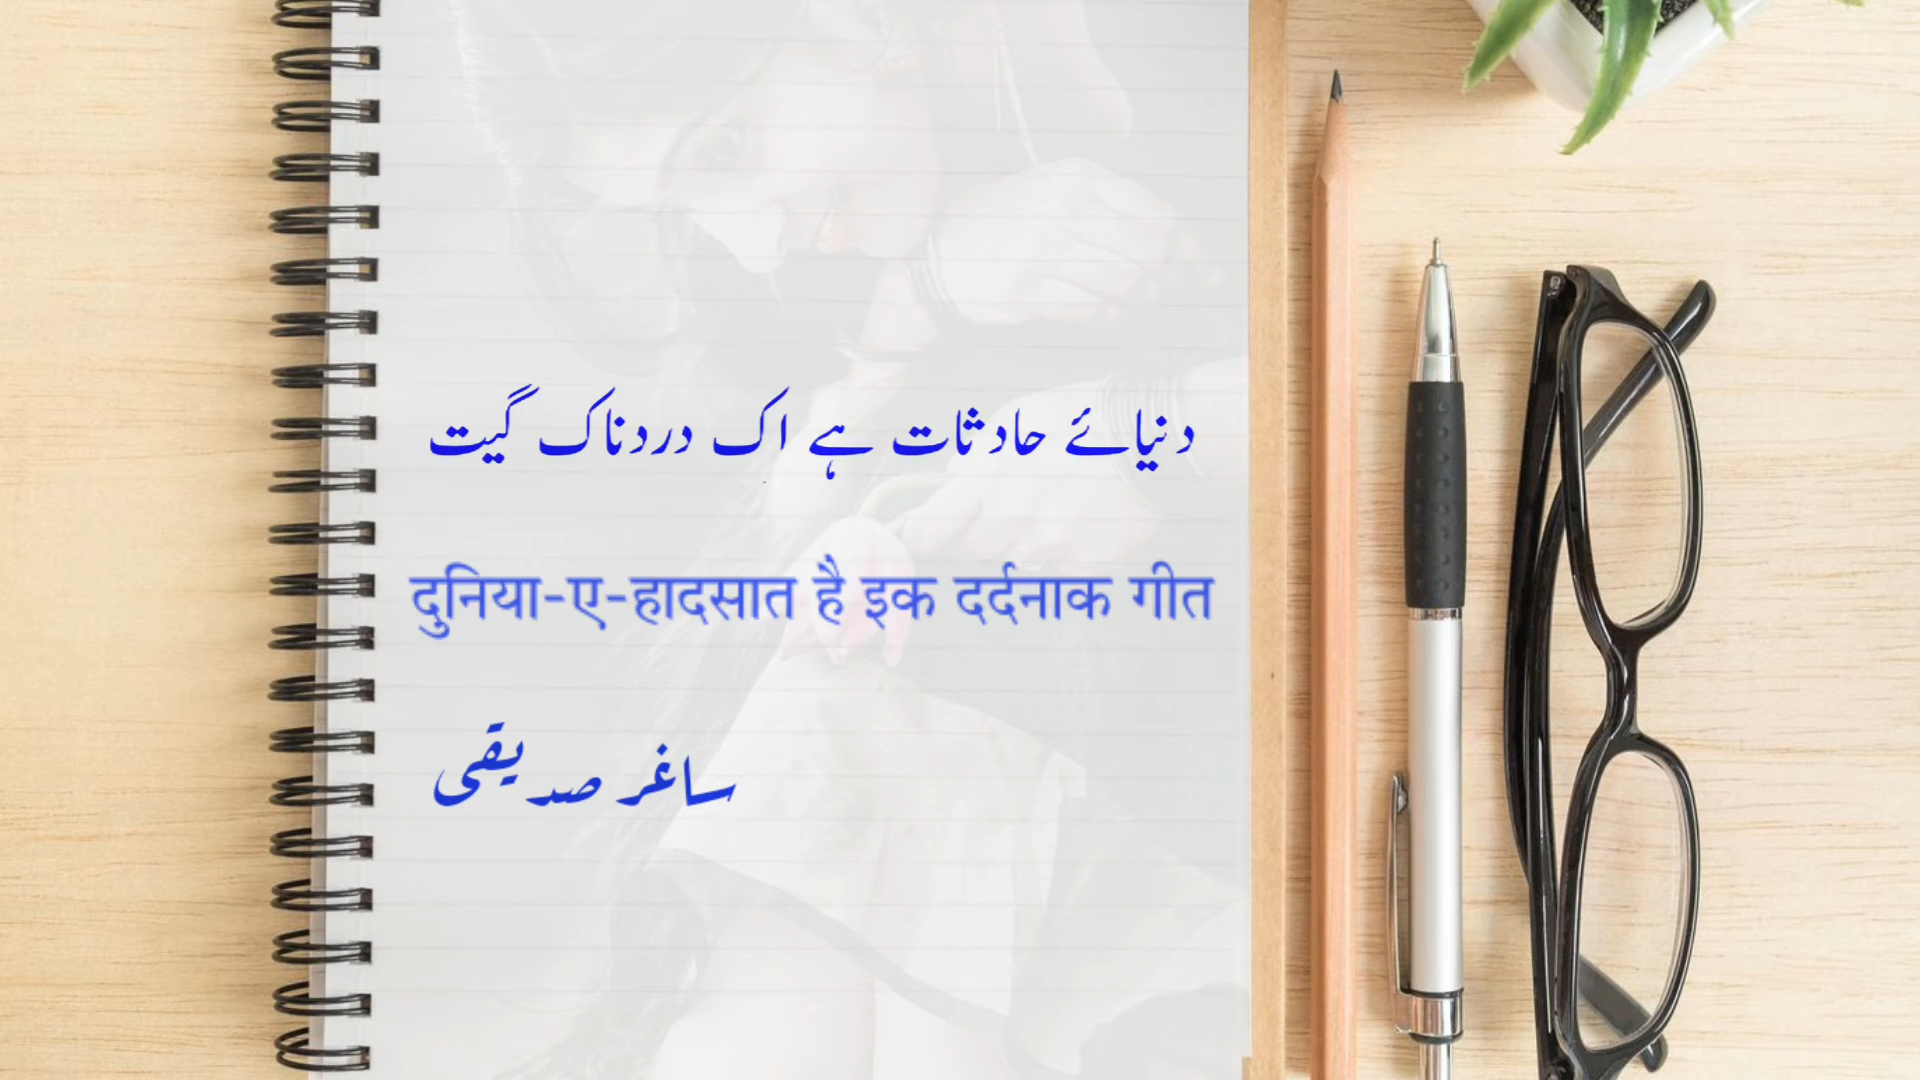 دنیائے حادثات ہے اک دردناک گیت
दुनिया-ए-हादसात है इक दर्दनाक गीत
ساغر صدیقی